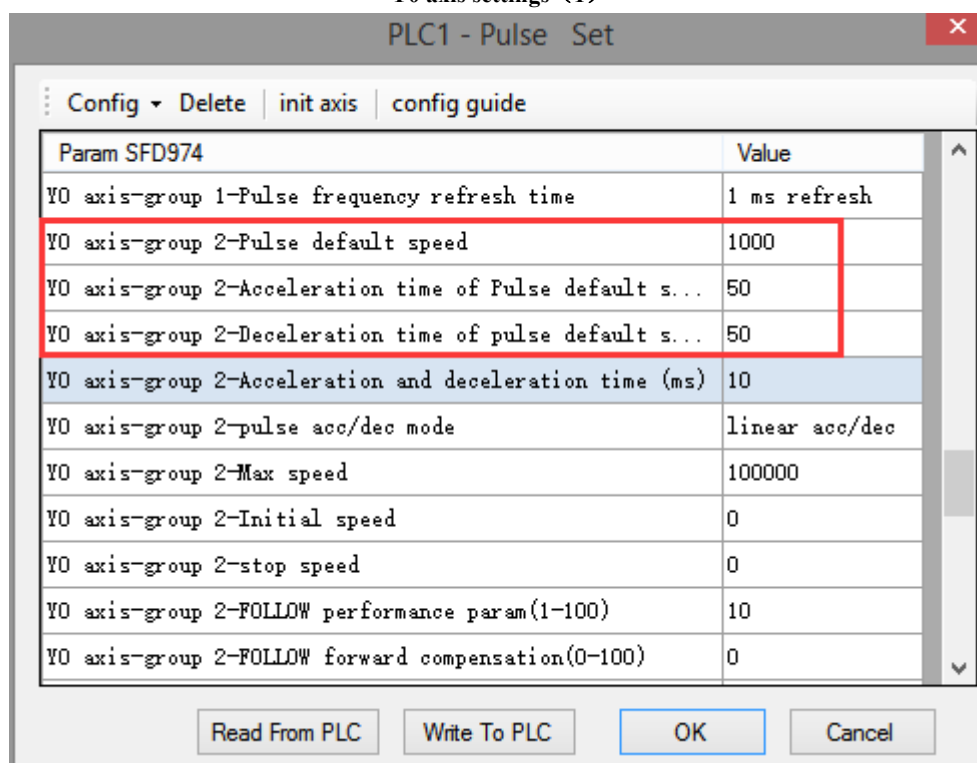 Y0 axis settings (1)
PLC1 - Pulse Set
Config Delete init axis config guide
Param SFD974 Value
Y0 axis-group 1-Pulse frequency refresh time 1 ms refresh
Y0 axis-group 2-Pulse default speed 1000
Y0 axis-group 2-Acceleration time of Pulse default s... 50
Y0 axis-group 2-Deceleration time of pulse default s... 50
Y0 axis-group 2-Acceleration and deceleration time (ms) 10
Y0 axis-group 2-pulse acc/dec mode linear acc/dec
Y0 axis-group 2-Max speed 100000
Y0 axis-group 2-Initial speed 0
Y0 axis-group 2-stop speed 0
Y0 axis-group 2-FOLLOW performance param(1-100) 10
Y0 axis-group 2-FOLLOW forward compensation(0-100) 0
Read From PLC Write To PLC OK Cancel